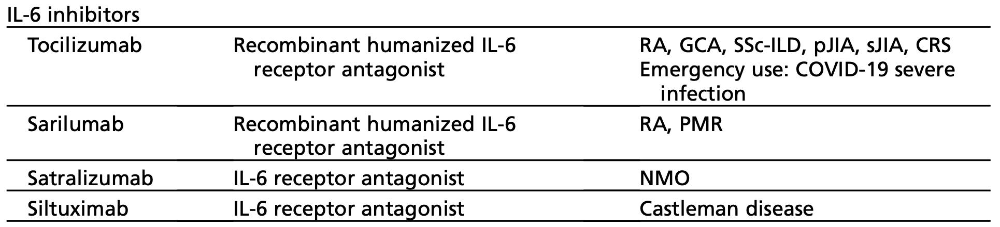 IL-6 inhibitors
Tocilizumab Recombinant humanized IL-6 RA, GCA, SSc-ILD, pJIA, sJIA, CRS
receptor antagonist Emergency use: COVID-19 severe
infection
Sarilumab Recombinant humanized IL-6 RA, PMR
receptor antagonist
Satralizumab IL-6 receptor antagonist NMO
Siltuximab IL-6 receptor antagonist Castleman disease